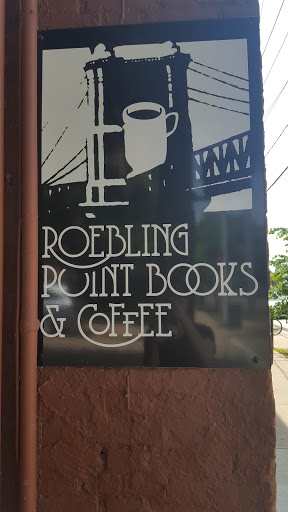 ROEBLING
POINT BOOKS
& COFFEE